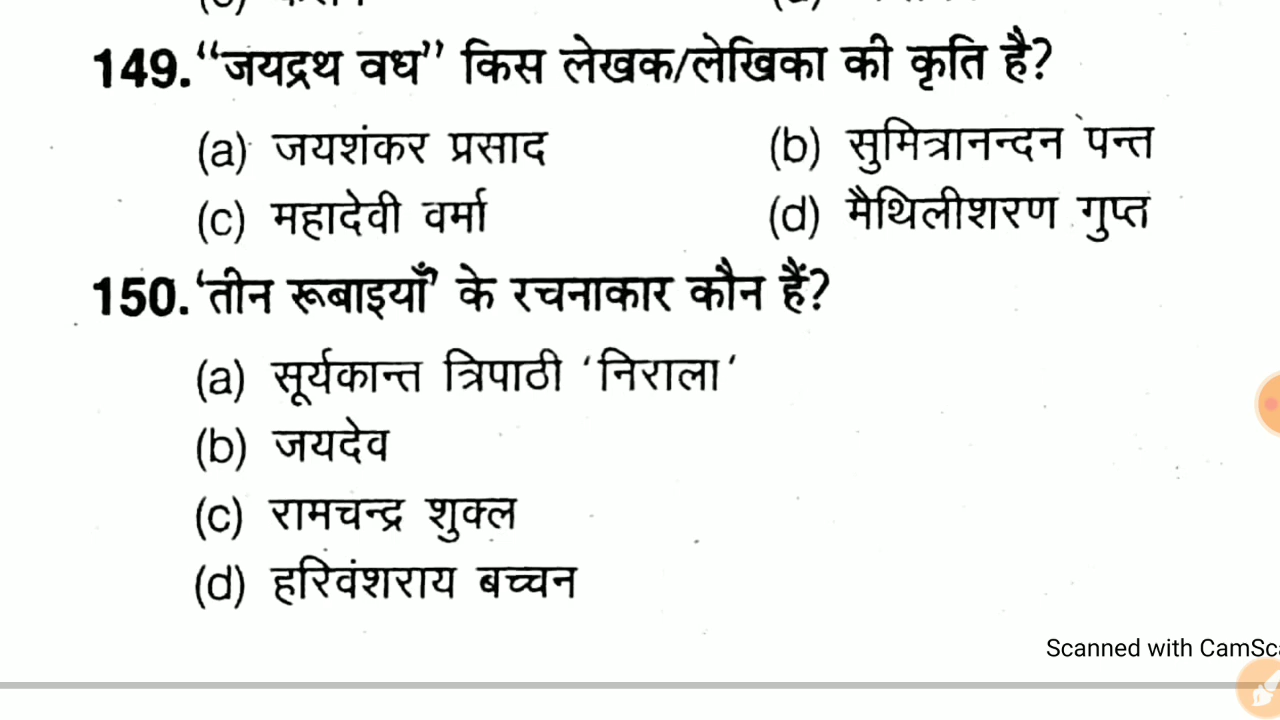 149. “जयद्रथ वध” किस लेखक/लेखिका की कृति है?
(a) जयशंकर प्रसाद (b) सुमित्रानन्दन पन्त
(c) महादेवी वर्मा (d) मैथिलीशरण गुप्त
150. ‘तीन रूबाइयाँ’ के रचनाकार कौन हैं?
(a) सूर्यकान्त त्रिपाठी ‘निराला‘
(b) जयदेव
(c) रामचन्द्र शुक्ल
(d) हरिवंशराय बच्चन
Scanned with CamSc